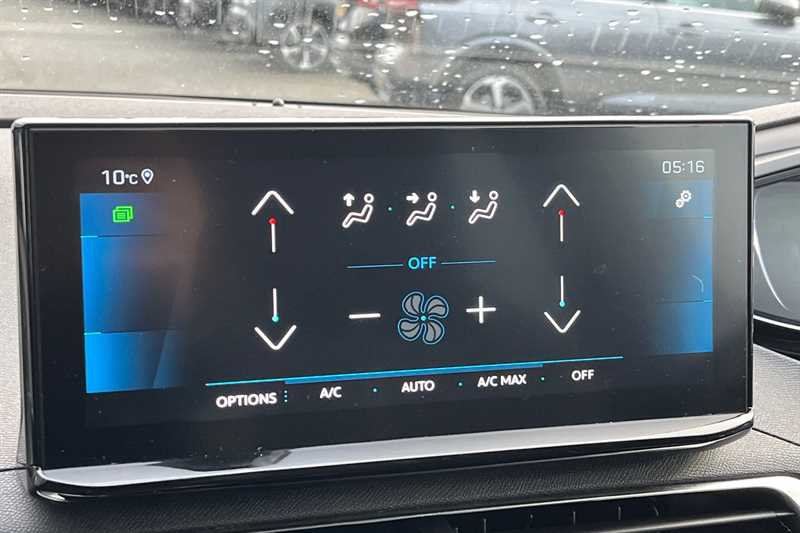 10°C
05:16
OFF
OPTIONS
A/C
AUTO
A/C MAX
OFF